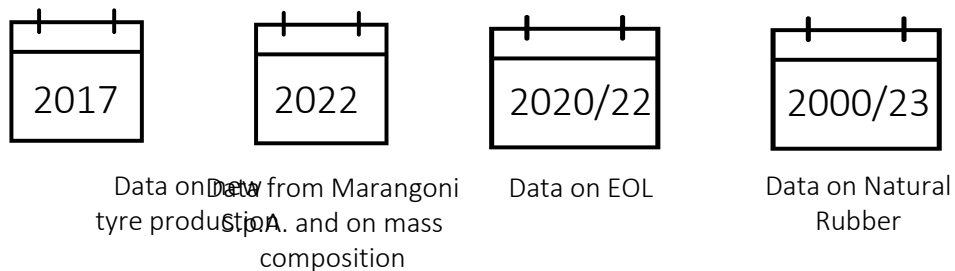 2017
2022
2020/22
2000/23
Data on new
tyre production
Data from Marangoni
S.p.A. and on mass
composition
Data on EOL
Data on Natural
Rubber